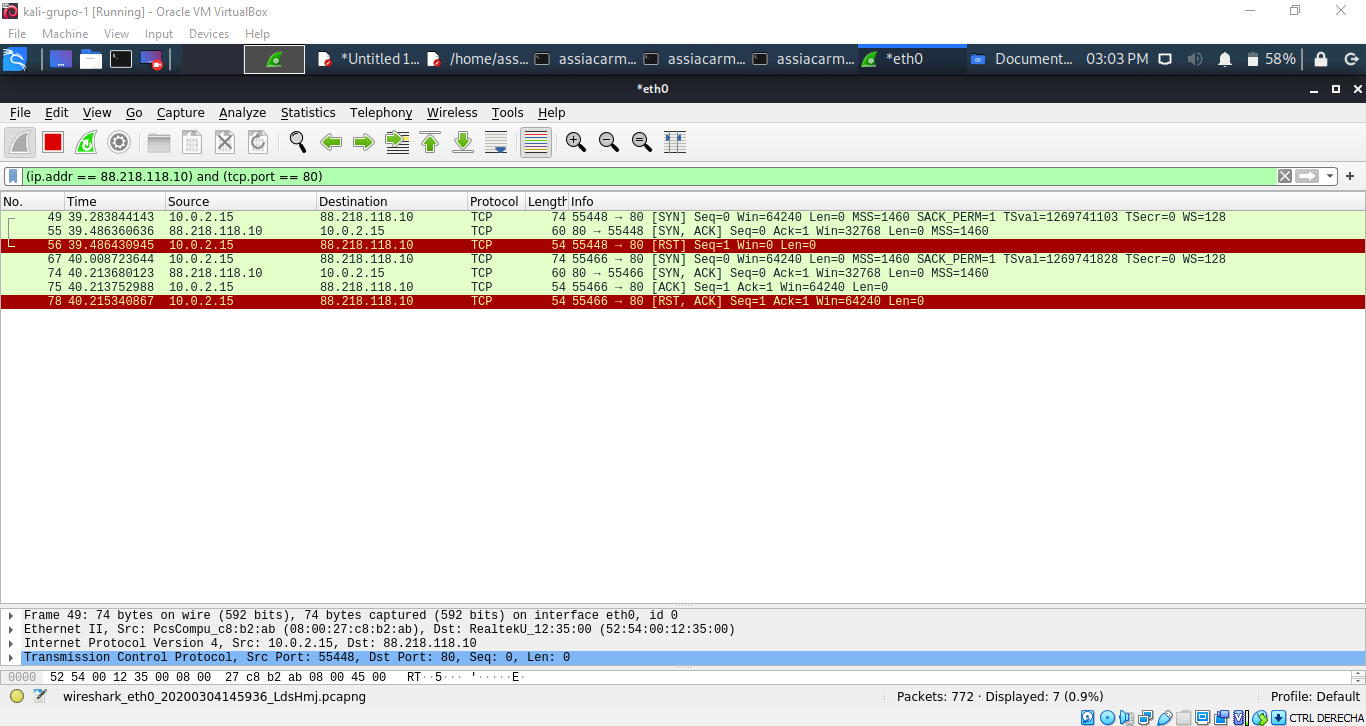 kali-grupo-1 [Running] - Oracle VM VirtualBox
File Machine View Input Devices Help
*Untitled 1... /home/ass... assiacarm... assiacarm... assiacarm... *eth0 Document... 03:03 PM 58%
*eth0
File Edit View Go Capture Analyze Statistics Telephony Wireless Tools Help
(ip.addr == 88.218.118.10) and (tcp.port == 80)
No. Time Source Destination Protocol Length Info
49 39.283844143 10.0.2.15 88.218.118.10 TCP 74 55448 → 80 [SYN] Seq=0 Win=64240 Len=0 MSS=1460 SACK_PERM=1 TSval=1269741103 TSecr=0 WS=128
55 39.486360636 88.218.118.10 10.0.2.15 TCP 60 80 → 55448 [SYN, ACK] Seq=0 Ack=1 Win=32768 Len=0 MSS=1460
56 39.486430945 10.0.2.15 88.218.118.10 TCP 54 55448 → 80 [RST] Seq=1 Win=0 Len=0
67 40.008723644 10.0.2.15 88.218.118.10 TCP 74 55466 → 80 [SYN] Seq=0 Win=64240 Len=0 MSS=1460 SACK_PERM=1 TSval=1269741828 TSecr=0 WS=128
74 40.213680123 88.218.118.10 10.0.2.15 TCP 60 80 → 55466 [SYN, ACK] Seq=0 Ack=1 Win=32768 Len=0 MSS=1460
75 40.213752988 10.0.2.15 88.218.118.10 TCP 54 55466 → 80 [ACK] Seq=1 Ack=1 Win=64240 Len=0
78 40.215340867 10.0.2.15 88.218.118.10 TCP 54 55466 → 80 [RST, ACK] Seq=1 Ack=1 Win=64240 Len=0
Frame 49: 74 bytes on wire (592 bits), 74 bytes captured (592 bits) on interface eth0, id 0
Ethernet II, Src: PcsCompu_c8:b2:ab (08:00:27:c8:b2:ab), Dst: RealtekU_12:35:00 (52:54:00:12:35:00)
Internet Protocol Version 4, Src: 10.0.2.15, Dst: 88.218.118.10
Transmission Control Protocol, Src Port: 55448, Dst Port: 80, Seq: 0, Len: 0
0000 52 54 00 12 35 00 08 00 27 c8 b2 ab 08 00 45 00 RT··5··· '·····E·
wireshark_eth0_20200304145936_LdsHmj.pcapng Packets: 772 · Displayed: 7 (0.9%) Profile: Default
CTRL DERECHA